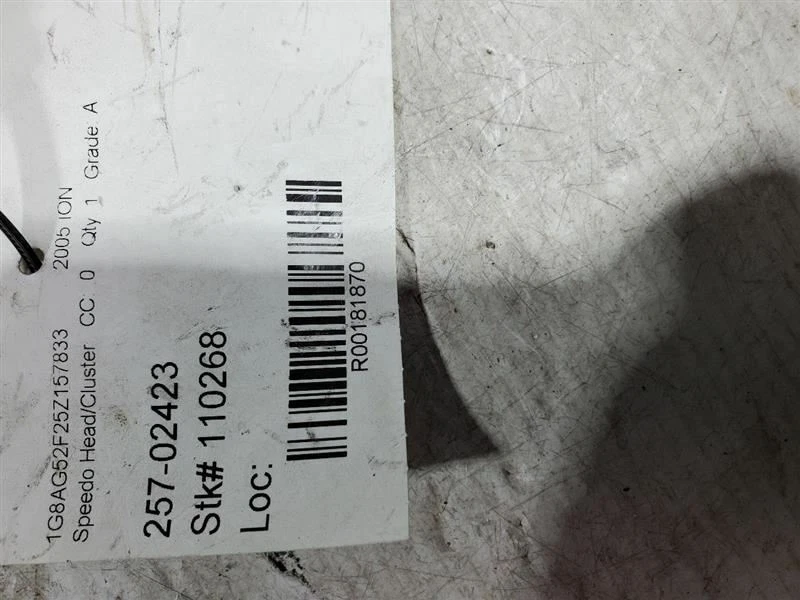 1G8AG52F25Z157833 2005 ION
Speedo Head/Cluster CC: 0 Qty 1 Grade A
257-02423
Stk# 110268
Loc:
R00181870